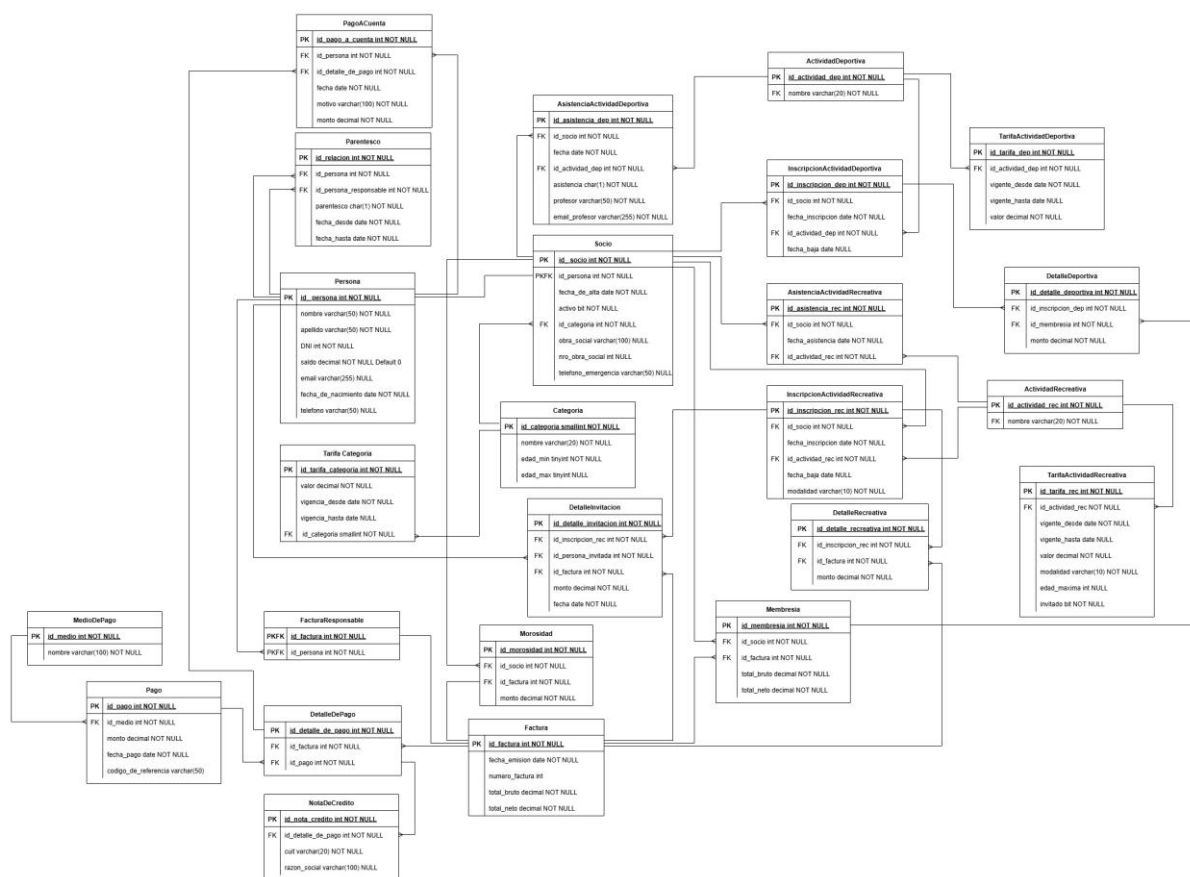 PagoACuenta
PK id_pago_a_cuenta int NOT NULL
FK id_persona int NOT NULL
FK id_detalle_de_pago int NOT NULL
fecha date NOT NULL
motivo varchar(100) NOT NULL
monto decimal NOT NULL
Parentesco
PK id_relacion int NOT NULL
FK id_persona int NOT NULL
FK id_persona_responsable int NOT NULL
parentesco char(1) NOT NULL
fecha_desde date NOT NULL
fecha_hasta date NOT NULL
Persona
PK id_ persona int NOT NULL
nombre varchar(50) NOT NULL
apellido varchar(50) NOT NULL
DNI int NOT NULL
saldo decimal NOT NULL Default 0
email varchar(255) NULL
fecha_de_nacimiento date NOT NULL
telefono varchar(50) NULL
Tarifa Categoria
PK id_tarifa_categoria int NOT NULL
valor decimal NOT NULL
vigencia_desde date NOT NULL
vigencia_hasta date NOT NULL
FK id_categoria smallint NOT NULL
MedioDePago
PK id_medio int NOT NULL
nombre varchar(100) NOT NULL
FacturaResponsable
PKFK id_factura int NOT NULL
PKFK id_persona int NOT NULL
Pago
PK id_pago int NOT NULL
FK id_medio int NOT NULL
monto decimal NOT NULL
fecha_pago date NOT NULL
codigo_de_referencia varchar(50)
DetalleDePago
PK id_detalle_de_pago int NOT NULL
FK id_factura int NOT NULL
FK id_pago int NOT NULL
NotaDeCredito
PK id_nota_credito int NOT NULL
FK id_detalle_de_pago int NOT NULL
cuit varchar(20) NOT NULL
razon_social varchar(100) NOT NULL
AsistenciaActividadDeportiva
PK id_asistencia_dep int NOT NULL
FK id_socio int NOT NULL
fecha date NOT NULL
FK id_actividad_dep int NOT NULL
asistencia char(1) NOT NULL
profesor varchar(50) NOT NULL
email_profesor varchar(255) NOT NULL
Socio
PK id_ socio int NOT NULL
PKFK id_persona int NOT NULL
fecha_de_alta date NOT NULL
activo bit NOT NULL
FK id_categoria int NOT NULL
obra_social varchar(100) NULL
nro_obra_social int NULL
telefono_emergencia varchar(50) NULL
Categoria
PK id_categoria smallint NOT NULL
nombre varchar(20) NOT NULL
edad_min tinyint NOT NULL
edad_max tinyint NULL
DetalleInvitacion
PK id_detalle_invitacion int NOT NULL
FK id_inscripcion_rec int NOT NULL
FK id_persona_invitada int NOT NULL
FK id_factura int NOT NULL
monto decimal NOT NULL
fecha date NOT NULL
Morosidad
PK id_morosidad int NOT NULL
FK id_socio int NOT NULL
FK id_factura int NOT NULL
monto decimal NOT NULL
Factura
PK id_factura int NOT NULL
fecha_emision date NOT NULL
numero_factura int
total_bruto decimal NOT NULL
total_neto decimal NOT NULL
ActividadDeportiva
PK id_actividad_dep int NOT NULL
FK nombre varchar(20) NOT NULL
InscripcionActividadDeportiva
PK id_inscripcion_dep int NOT NULL
FK id_socio int NOT NULL
fecha_inscripcion date NOT NULL
FK id_actividad_dep int NOT NULL
fecha_baja date NULL
AsistenciaActividadRecreativa
PK id_asistencia_rec int NOT NULL
FK id_socio int NOT NULL
fecha_asistencia date NOT NULL
FK id_actividad_rec int NOT NULL
InscripcionActividadRecreativa
PK id_inscripcion_rec int NOT NULL
FK id_socio int NOT NULL
fecha_inscripcion date NOT NULL
FK id_actividad_rec int NOT NULL
fecha_baja date NULL
modalidad varchar(10) NOT NULL
DetalleRecreativa
PK id_detalle_recreativa int NOT NULL
FK id_inscripcion_rec int NOT NULL
FK id_factura int NOT NULL
monto decimal NOT NULL
Membresia
PK id_membresia int NOT NULL
FK id_socio int NOT NULL
FK id_factura int NOT NULL
total_bruto decimal NOT NULL
total_neto decimal NOT NULL
TarifaActividadDeportiva
PK id_tarifa_dep int NOT NULL
FK id_actividad_dep int NOT NULL
vigente_desde date NOT NULL
vigente_hasta date NOT NULL
valor decimal NOT NULL
DetalleDeportiva
PK id_detalle_deportiva int NOT NULL
FK id_inscripcion_dep int NOT NULL
FK id_membresia int NOT NULL
monto decimal NOT NULL
ActividadRecreativa
PK id_actividad_rec int NOT NULL
FK nombre varchar(20) NOT NULL
TarifaActividadRecreativa
PK id_tarifa_rec int NOT NULL
FK id_actividad_rec NOT NULL
vigente_desde date NOT NULL
vigente_hasta date NOT NULL
valor decimal NOT NULL
modalidad varchar(10) NOT NULL
edad_maxima int NULL
invitado bit NOT NULL